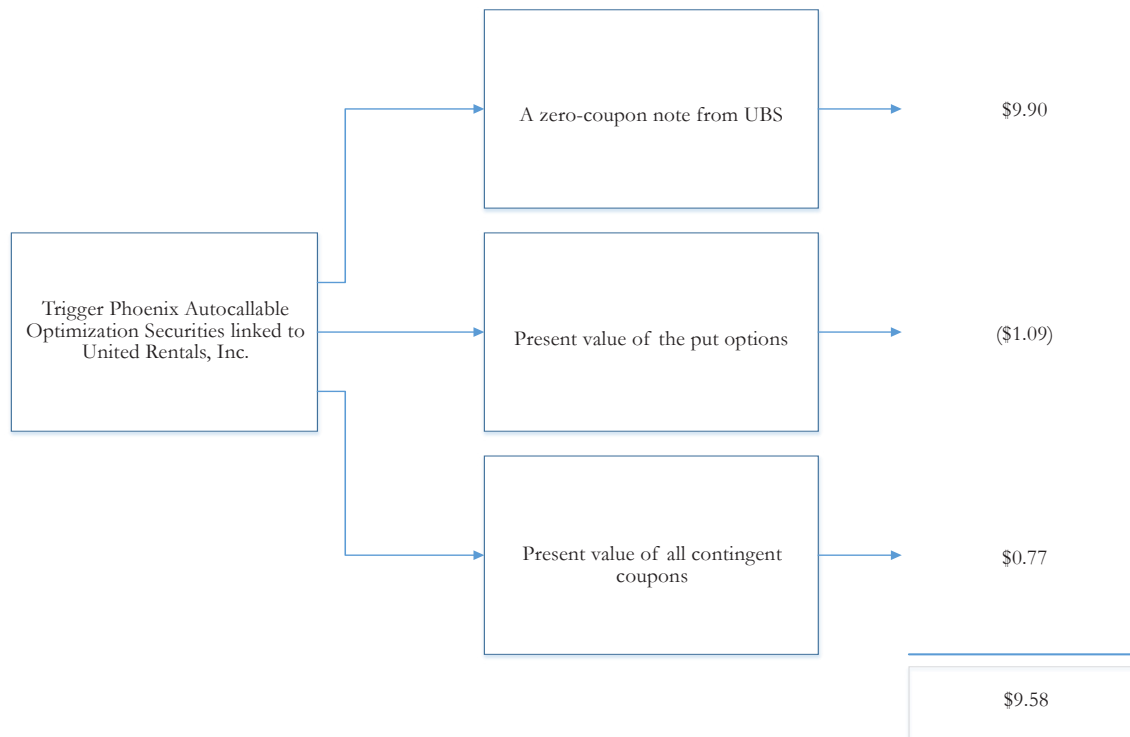 A zero-coupon note from UBS
$9.90
Trigger Phoenix Autocallable
Optimization Securities linked to
United Rentals, Inc.
Present value of the put options
($1.09)
Present value of all contingent
coupons
$0.77
$9.58